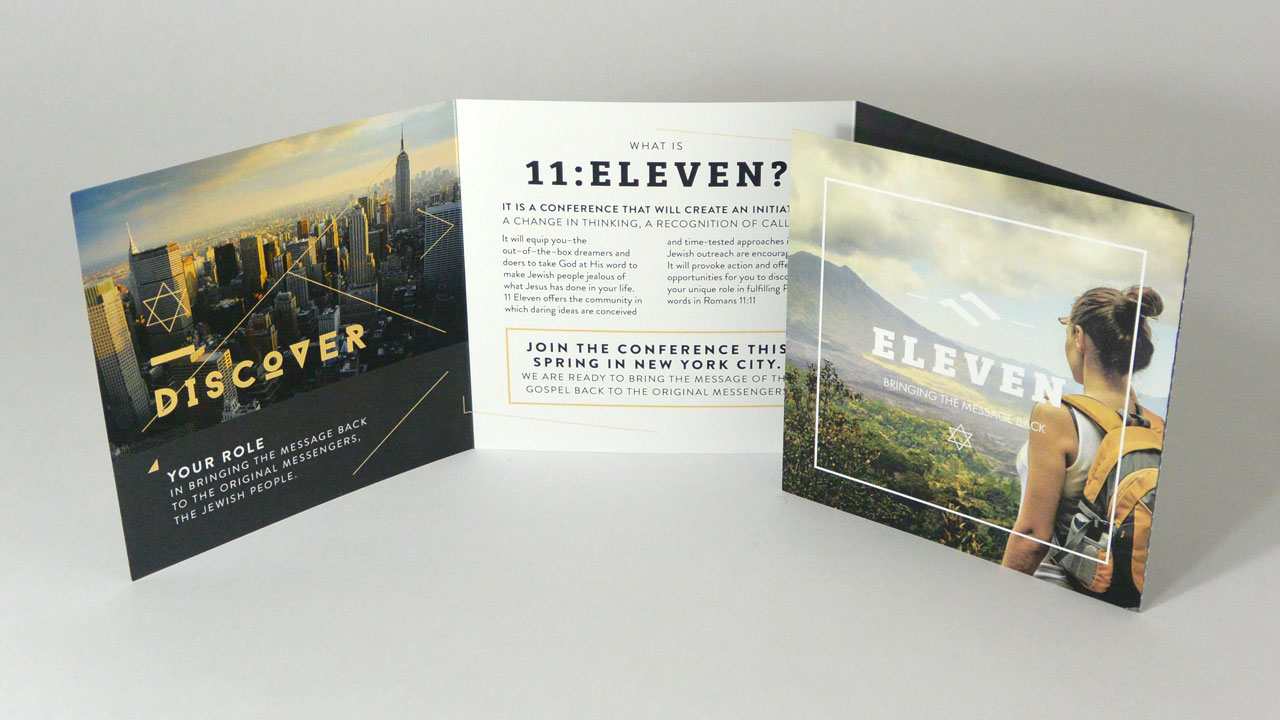 DISCOVER
YOUR ROLE
IN BRINGING THE MESSAGE BACK
TO THE ORIGINAL MESSENGERS,
THE JEWISH PEOPLE.
WHAT IS
11:ELEVEN?
IT IS A CONFERENCE THAT WILL CREATE AN
A CHANGE IN THINKING, A RECOGNITION OF
It will equip you–the
out–of–the–box dreamers and
doers to take God at His word to
make Jewish people jealous of
what Jesus has done in your life.
11 Eleven offers the community in
which daring ideas are conceived
and time-tested approaches
Jewish outreach are
It will provoke action and
opportunities for you to
your unique role in fulfilling
words in Romans 11:11
JOIN THE CONFERENCE THIS
SPRING IN NEW YORK CITY.
WE ARE READY TO BRING THE MESSAGE OF
GOSPEL BACK TO THE ORIGINAL MESSENGERS
ELEVEN
BRINGING THE MESSAGE BACK